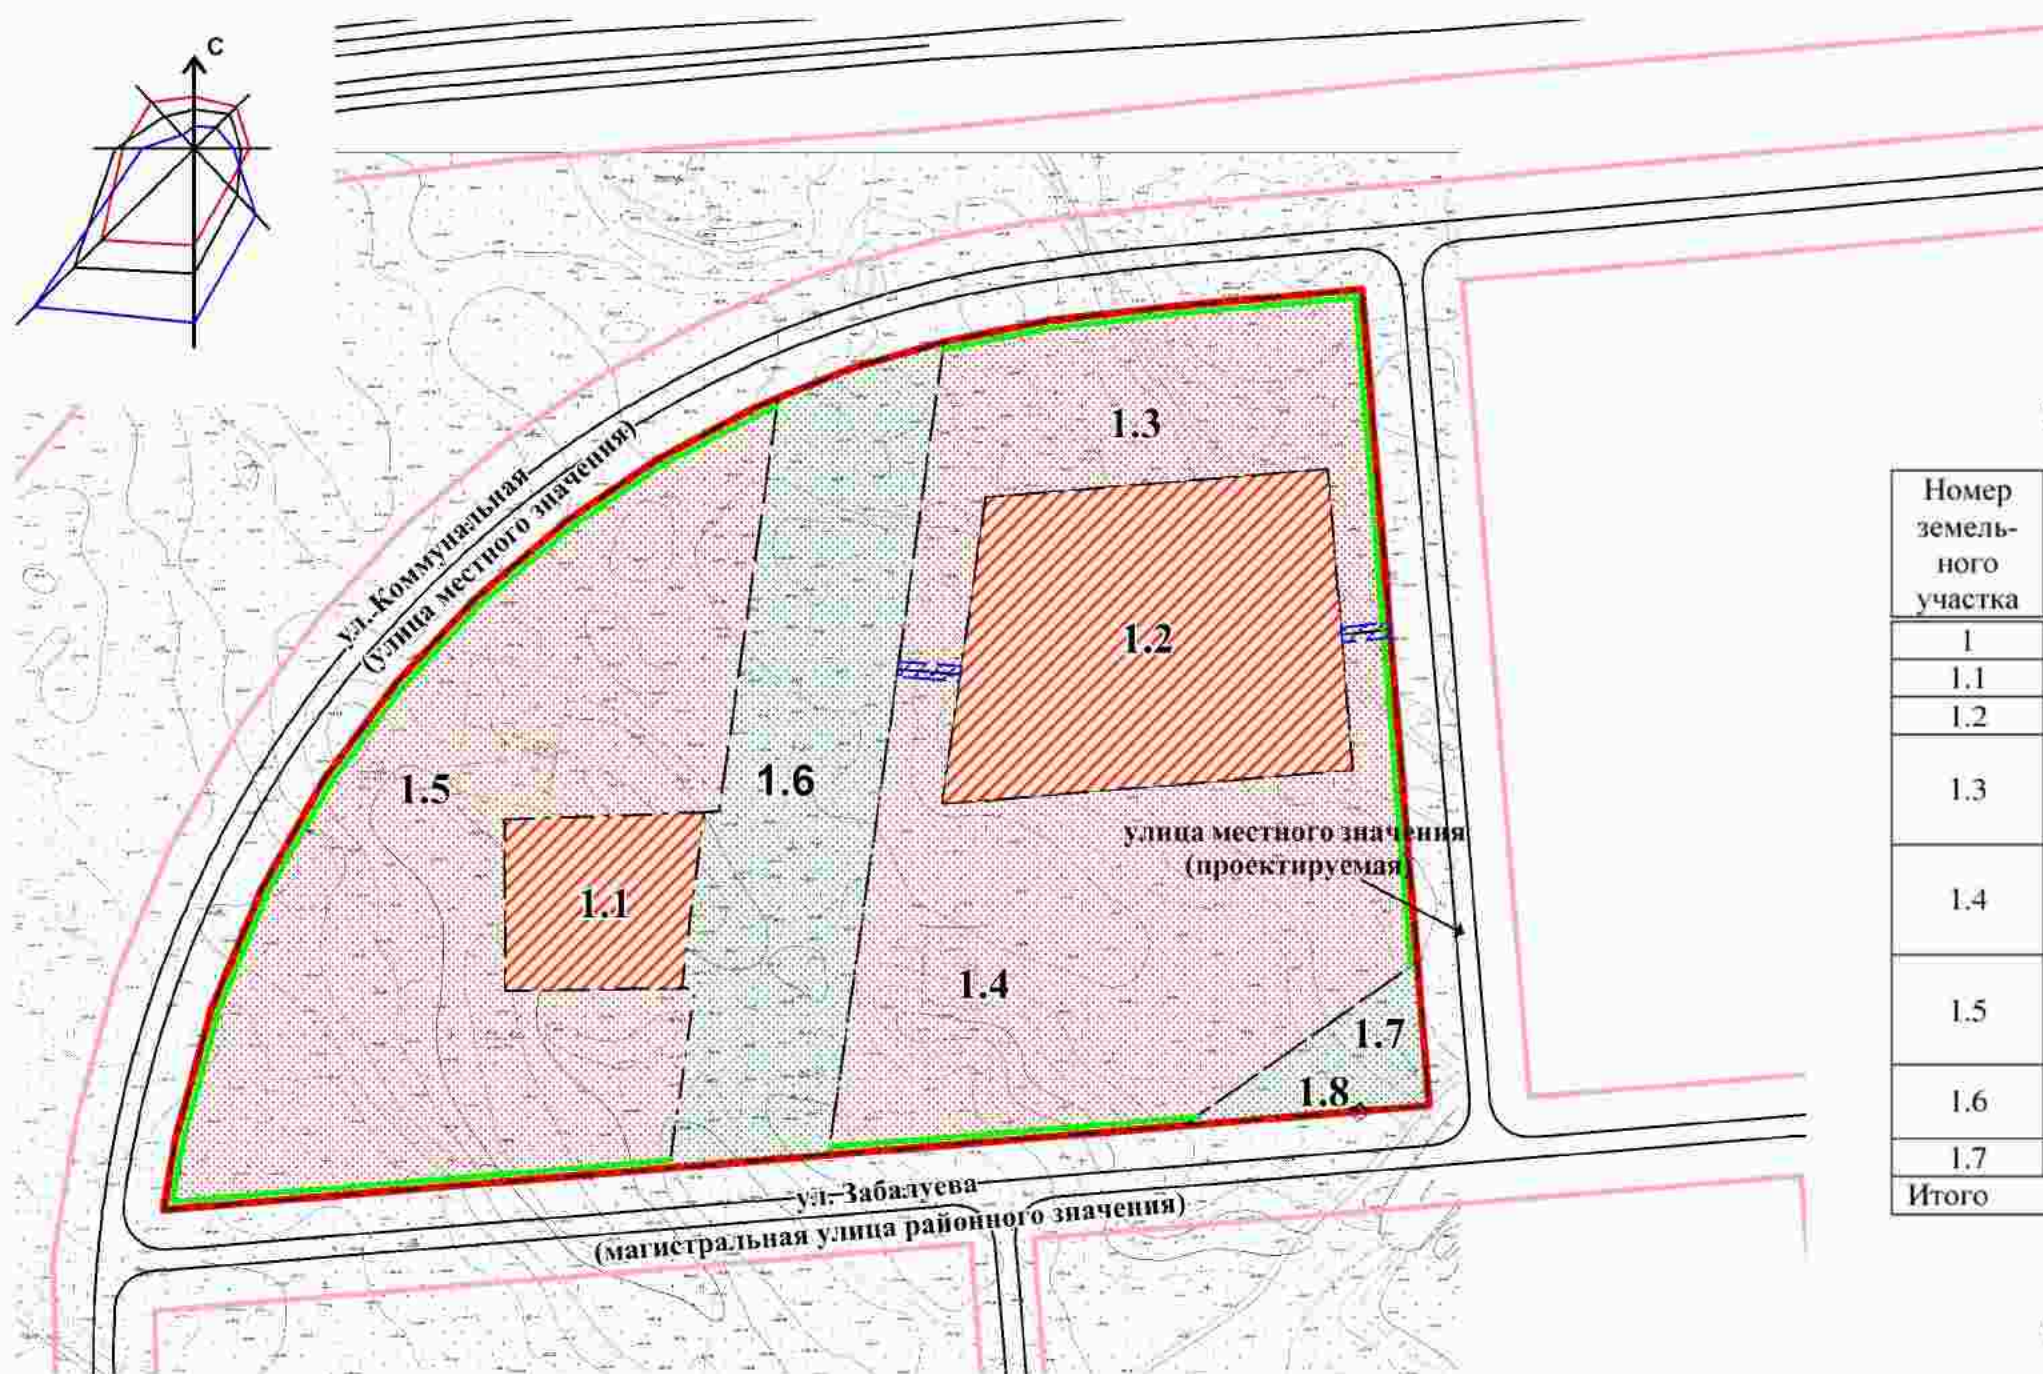 С
ул. Коммунальная
(улица местного значения)
1.3
1.2
1.5
1.6
1.1
улица местного значения
(проектируемая)
1.4
1.7
1.8
ул. Забалуева
(магистральная улица районного значения)
Номер
земель-
ного
участка
1
1.1
1.2
1.3
1.4
1.5
1.6
1.7
Итого